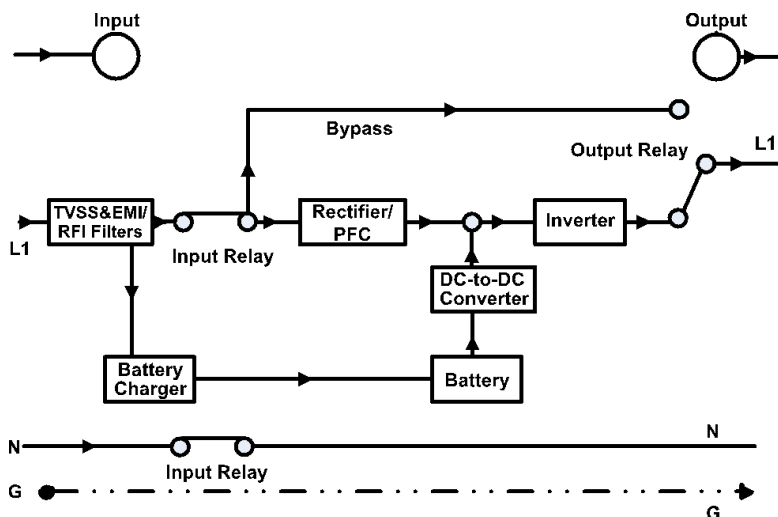 Input
Output
Bypass
Output Relay
L1
TVSS&EMI/
RFI Filters
L1
Input Relay
Rectifier/
PFC
Inverter
DC-to-DC
Converter
Battery
Charger
Battery
N
N
Input Relay
G
G